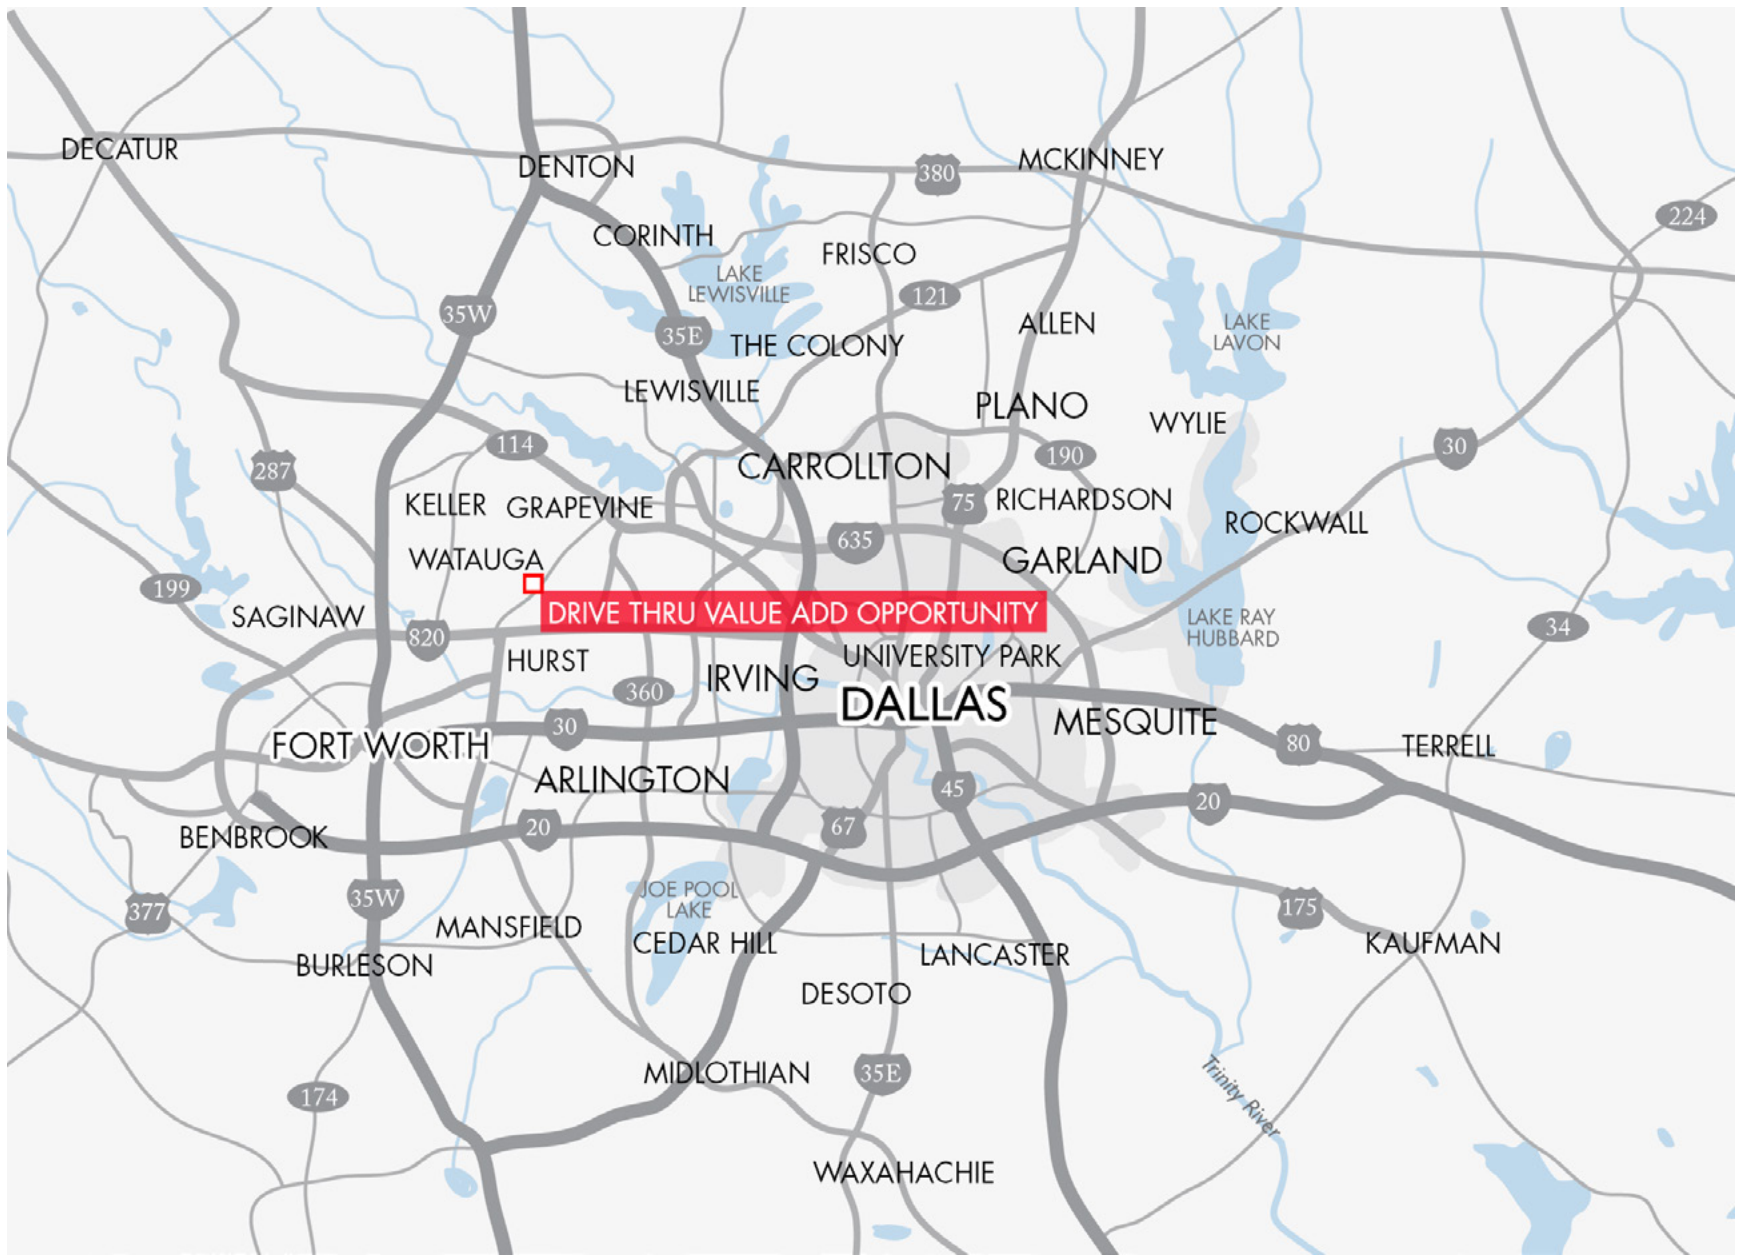 DECATUR
DENTON
380
MCKINNEY
224
CORINTH
FRISCO
LAKE
LEWISVILLE
121
35W
35E
THE COLONY
ALLEN
LAKE
LAVON
LEWISVILLE
PLANO
WYLIE
114
287
CARROLLTON
190
30
KELLER
GRAPEVINE
75
RICHARDSON
ROCKWALL
635
WATAUGA
GARLAND
199
SAGINAW
DRIVE THRU VALUE ADD OPPORTUNITY
LAKE RAY
HUBBARD
34
820
HURST
UNIVERSITY PARK
360
IRVING
DALLAS
30
MESQUITE
FORT WORTH
80
TERRELL
ARLINGTON
45
20
20
67
BENBROOK
35W
JOE POOL
LAKE
377
175
MANSFIELD
CEDAR HILL
LANCASTER
KAUFMAN
BURLESON
DESOTO
MIDLOTHIAN
35E
174
Trinity River
WAXAHACHIE